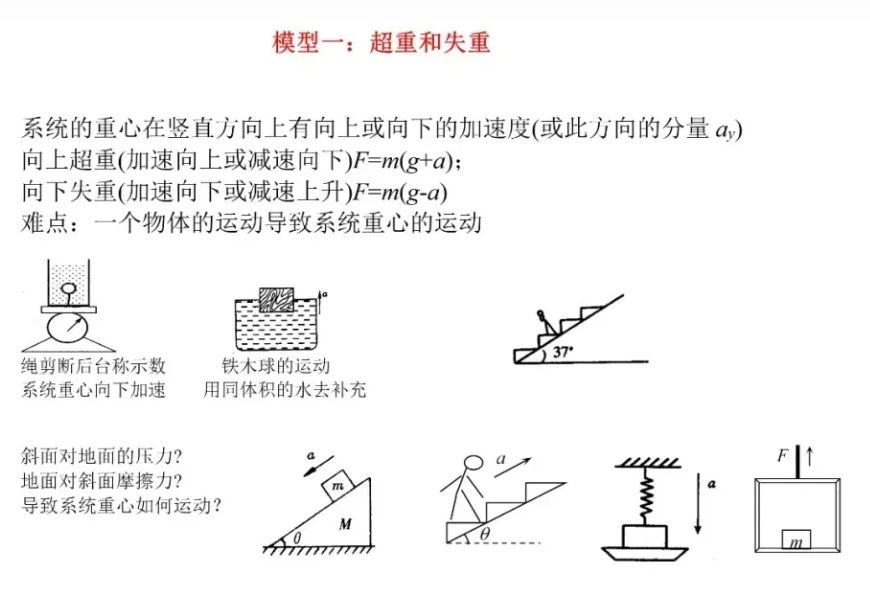 模型一：超重和失重
系统的重心在竖直方向上有向上或向下的加速度(或此方向的分量 ay)
向上超重(加速向上或减速向下)F=m(g+a);
向下失重(加速向下或减速上升)F=m(g-a)
难点：一个物体的运动导致系统重心的运动
a
37°
绳剪断后台称示数
系统重心向下加速
铁木球的运动
用同体积的水去补充
斜面对地面的压力?
地面对斜面摩擦力?
导致系统重心如何运动?
a
m
M
θ
a
θ
a
F
m